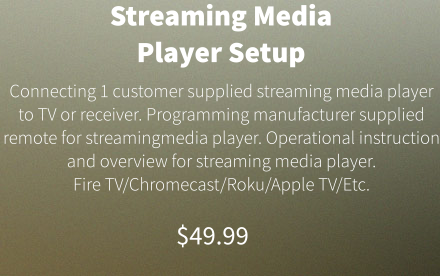 Streaming Media
Player Setup
Connecting 1 customer supplied streaming media player
to TV or receiver. Programming manufacturer supplied
remote for streamingmedia player. Operational instruction
and overview for streaming media player.
Fire TV/Chromecast/Roku/Apple TV/Etc.
$49.99